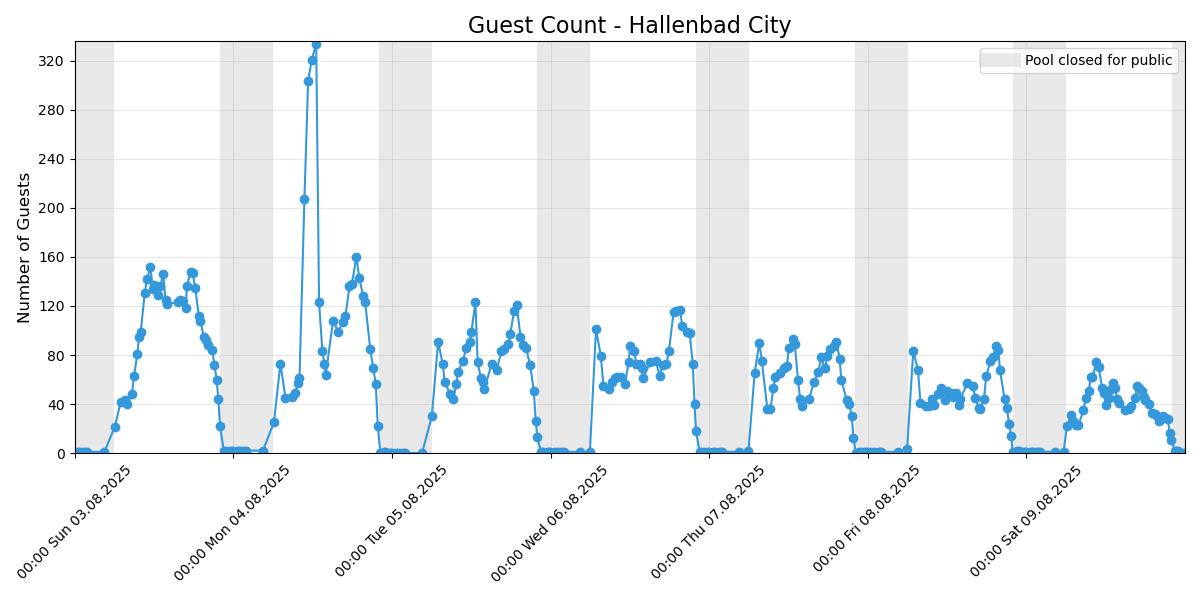 Guest Count - Hallenbad City
Pool closed for public
Number of Guests
320
280
240
200
160
120
80
40
0
00:00 Sun 03.08.2025
00:00 Mon 04.08.2025
00:00 Tue 05.08.2025
00:00 Wed 06.08.2025
00:00 Thu 07.08.2025
00:00 Fri 08.08.2025
00:00 Sat 09.08.2025